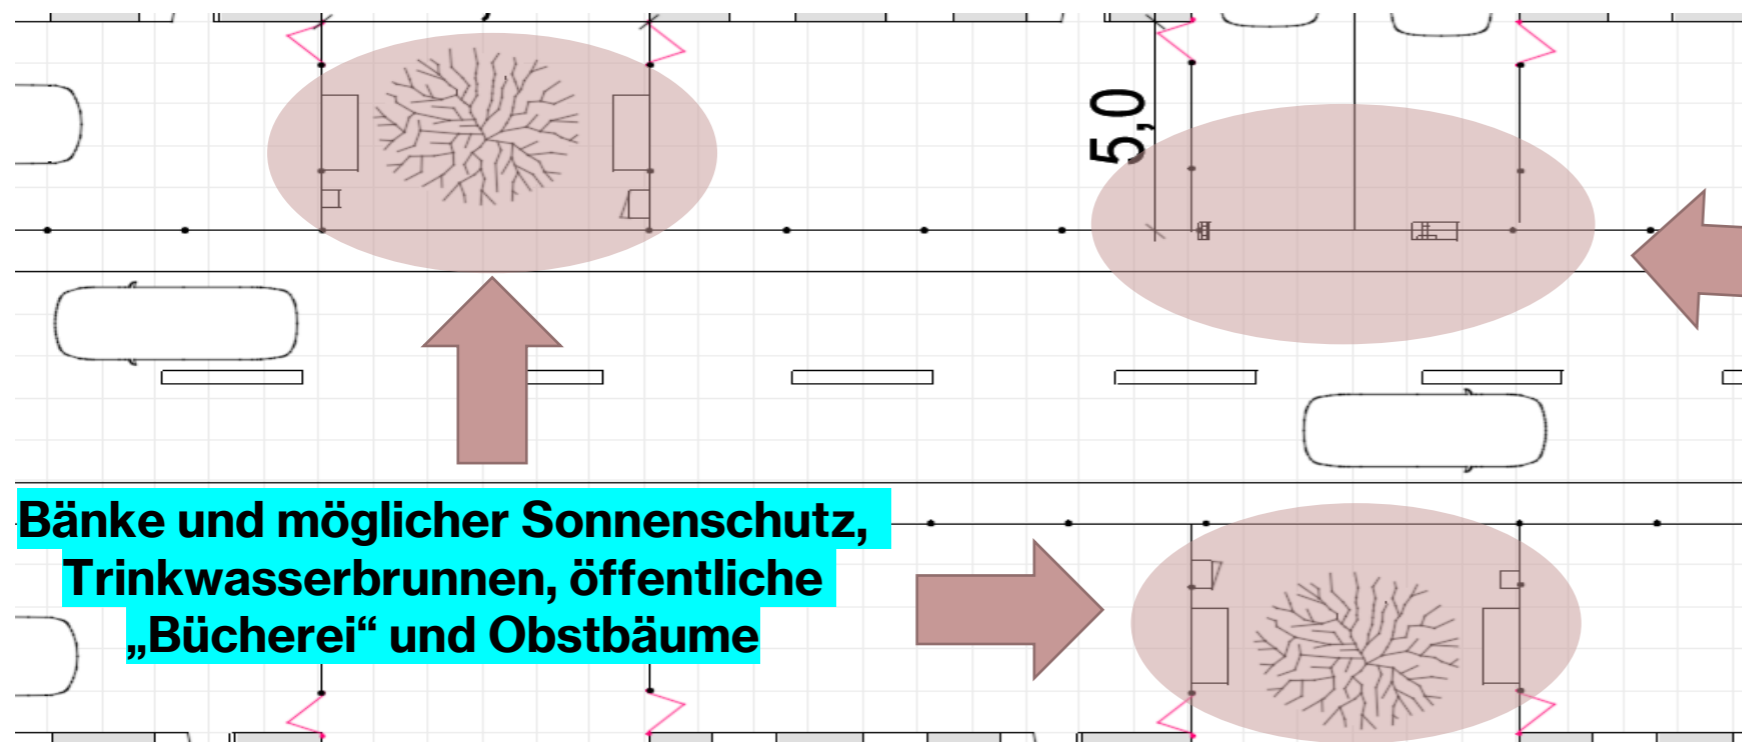 5,0
Bänke und möglicher Sonnenschutz,
Trinkwasserbrunnen, öffentliche
„Bücherei“ und Obstbäume